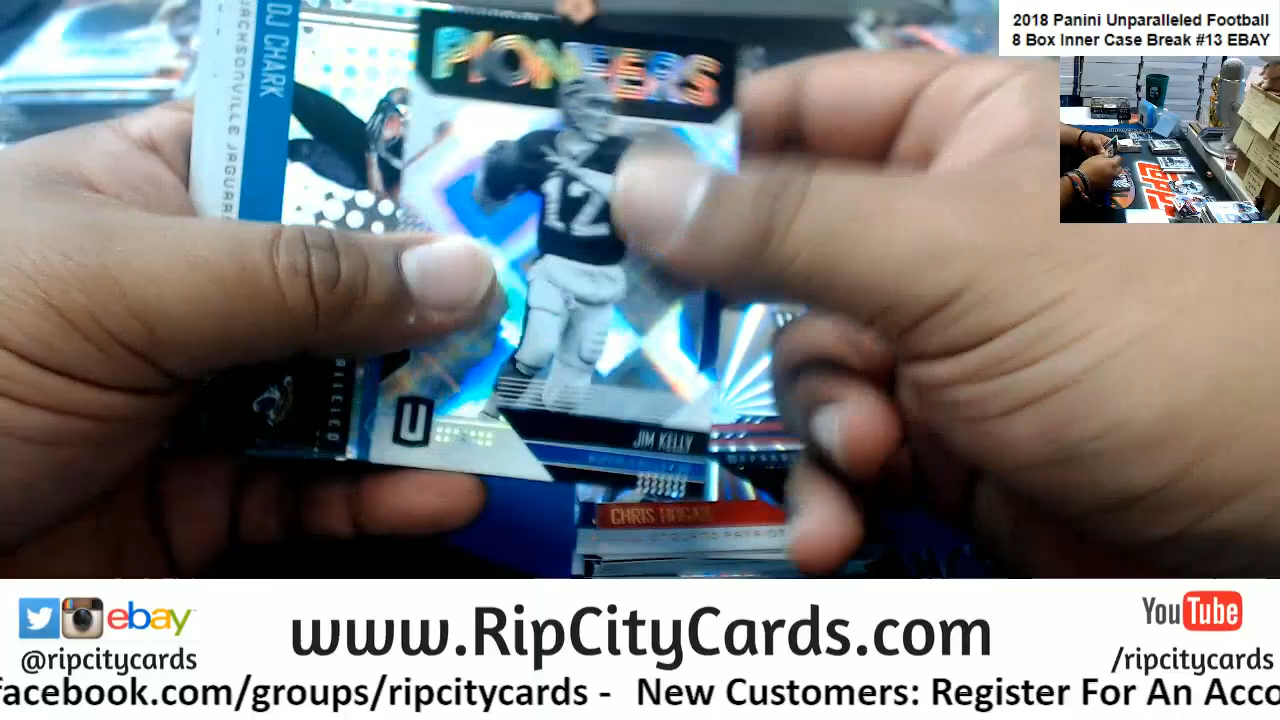 2018 Panini Unparalleled Football
8 Box Inner Case Break #13 EBAY
DJ CHARK
JACKSONVILLE JAGUARS
PIONEERS
12
U
JIM KELLY
CHRIS HOGAN
ebay
www.RipCityCards.com
YouTube
@ripcitycards
/ripcitycards
facebook.com/groups/ripcitycards - New Customers: Register For An Acco